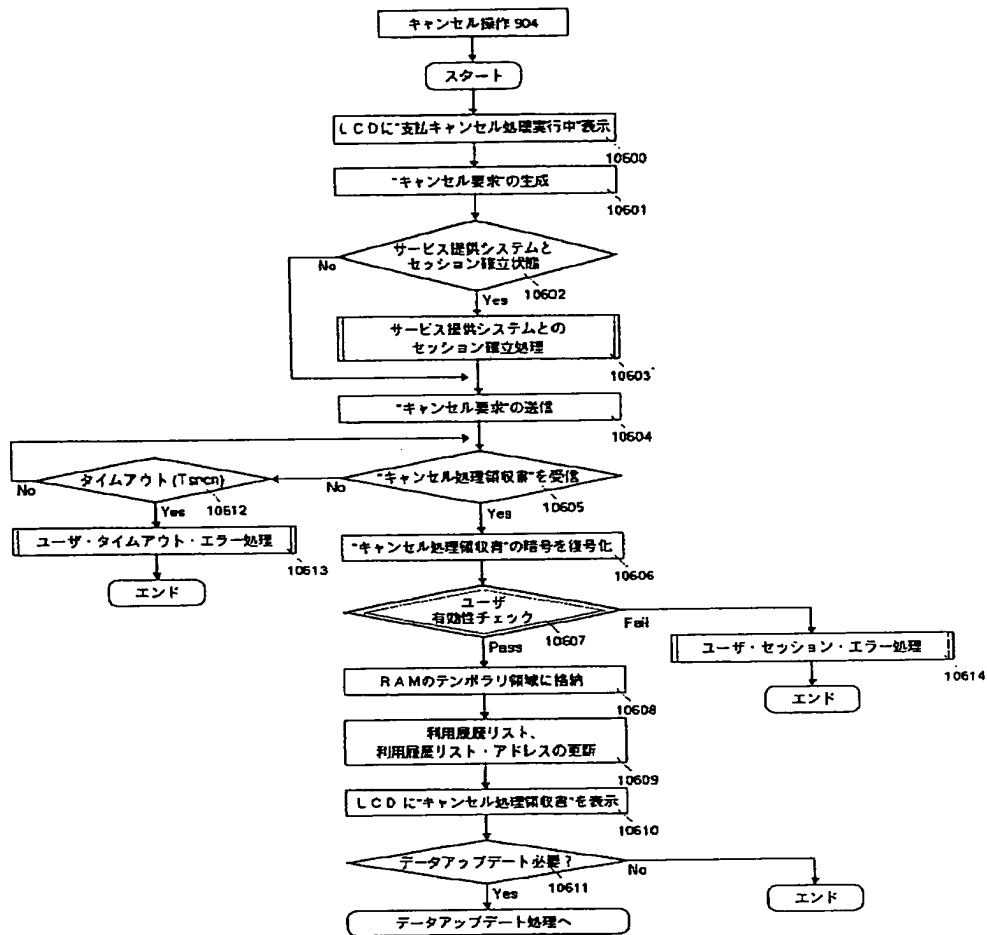 キャンセル操作 904
スタート
LCDに"支払キャンセル処理実行中"表示
10600
"キャンセル要求"の生成
10601
サービス提供システムと
セッション確立状態
10602
No
Yes
サービス提供システムとの
セッション確立処理
10603
"キャンセル要求"の送信
10604
"キャンセル処理領収書"を受信
10605
No
Yes
タイムアウト(Tsrcn)
10612
No
Yes
ユーザ・タイムアウト・エラー処理
10613
エンド
"キャンセル処理領収書"の暗号を復号化
10606
ユーザ
有効性チェック
10607
Fail
Pass
ユーザ・セッション・エラー処理
10614
エンド
RAMのテンポラリ領域に格納
10608
利用履歴リスト、
利用履歴リスト・アドレスの更新
10609
LCDに"キャンセル処理領収書"を表示
10610
データアップデート必要?
10611
No
Yes
エンド
データアップデート処理へ